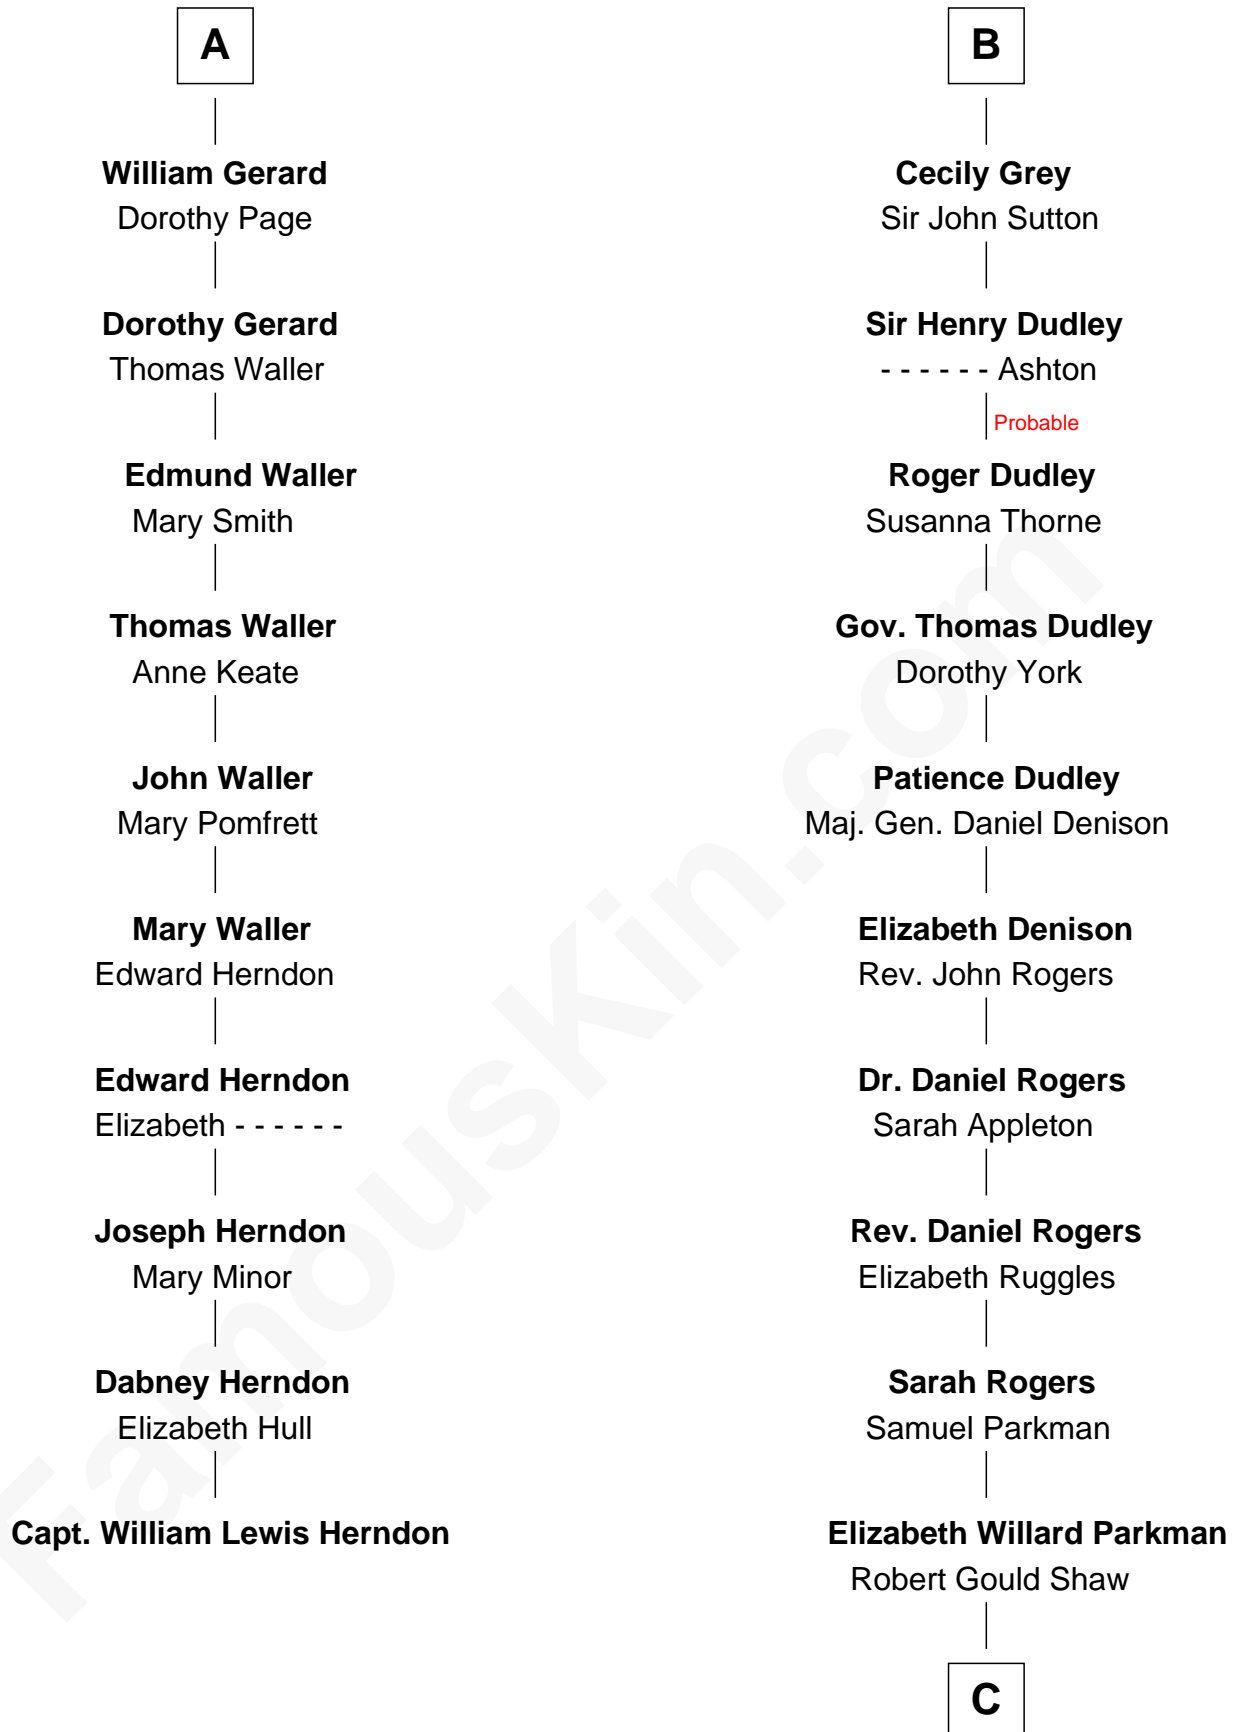 A
William Gerard
Dorothy Page
Dorothy Gerard
Thomas Waller
Edmund Waller
Mary Smith
Thomas Waller
Anne Keate
John Waller
Mary Pomfrett
Mary Waller
Edward Herndon
Edward Herndon
Elizabeth - - - - - -
Joseph Herndon
Mary Minor
Dabney Herndon
Elizabeth Hull
Capt. William Lewis Herndon
B
Cecily Grey
Sir John Sutton
Sir Henry Dudley
- - - - - - Ashton
Probable
Roger Dudley
Susanna Thorne
Gov. Thomas Dudley
Dorothy York
Patience Dudley
Maj. Gen. Daniel Denison
Elizabeth Denison
Rev. John Rogers
Dr. Daniel Rogers
Sarah Appleton
Rev. Daniel Rogers
Elizabeth Ruggles
Sarah Rogers
Samuel Parkman
Elizabeth Willard Parkman
Robert Gould Shaw
C
FamousKin.com